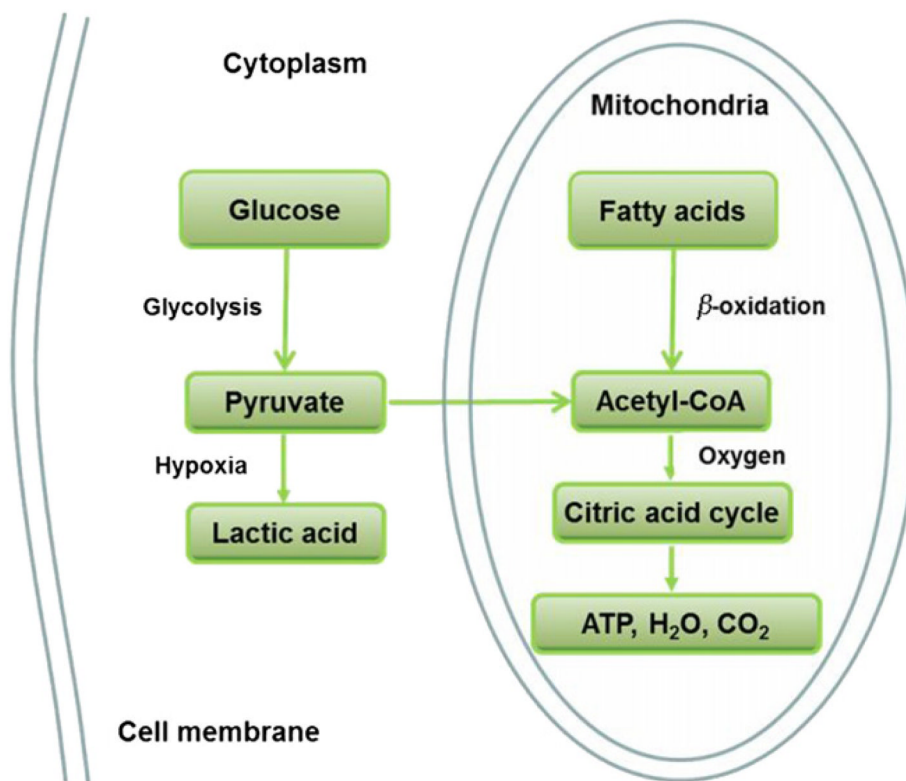 Cytoplasm
Mitochondria
Glucose
Fatty acids
Glycolysis
β-oxidation
Pyruvate
Acetyl-CoA
Hypoxia
Oxygen
Lactic acid
Citric acid cycle
ATP, H₂O, CO₂
Cell membrane